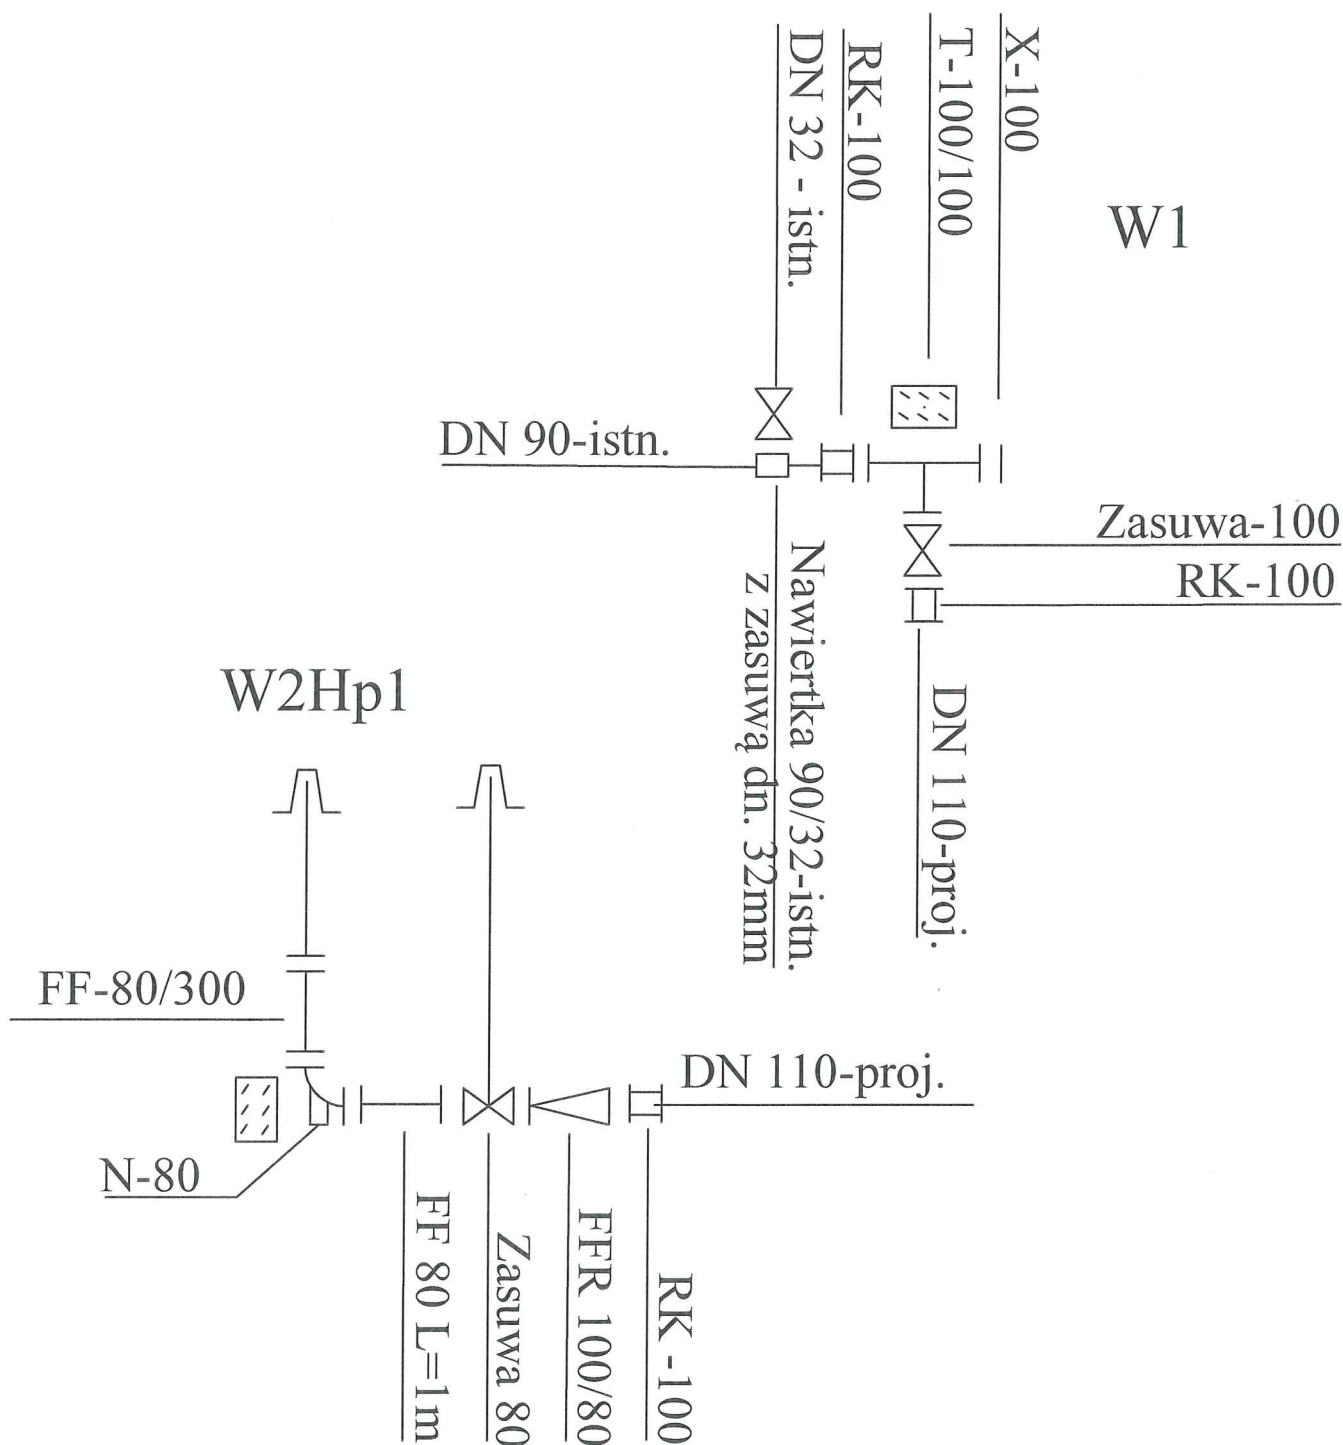 X-100
T-100/100
RK-100
DN 32 - istn.
W1
DN 90-istn.
Zasuwa-100
RK-100
Nawiertka 90/32-istn.
z zasuwą dn. 32mm
DN 110-proj.
W2Hp1
FF-80/300
DN 110-proj.
N-80
FF 80 L=1m
Zasuwa 80
FFR 100/80
RK -100